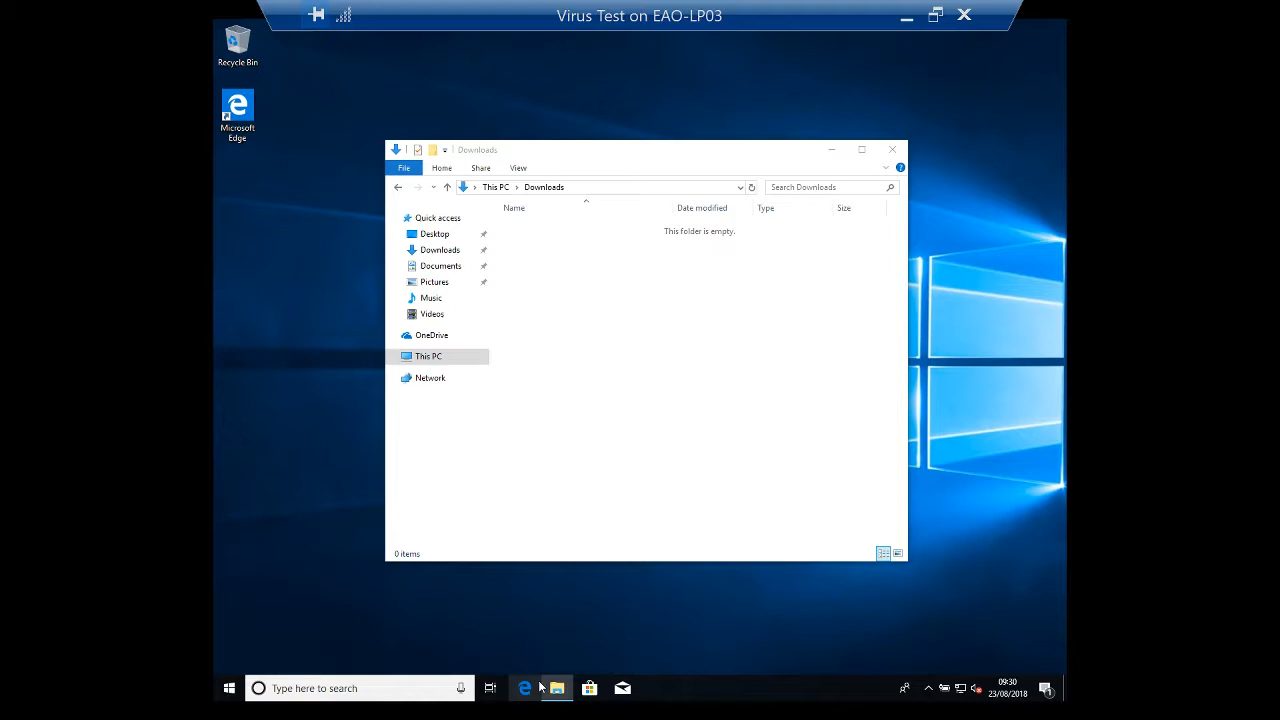 Virus Test on EAO-LP03
Recycle Bin
Microsoft
Edge
Downloads
File Home Share View
This PC Downloads
Search Downloads
Name Date modified Type Size
This folder is empty.
Quick access
Desktop
Downloads
Documents
Pictures
Music
Videos
OneDrive
This PC
Network
0 items
Type here to search
09:30
23/08/2018
1